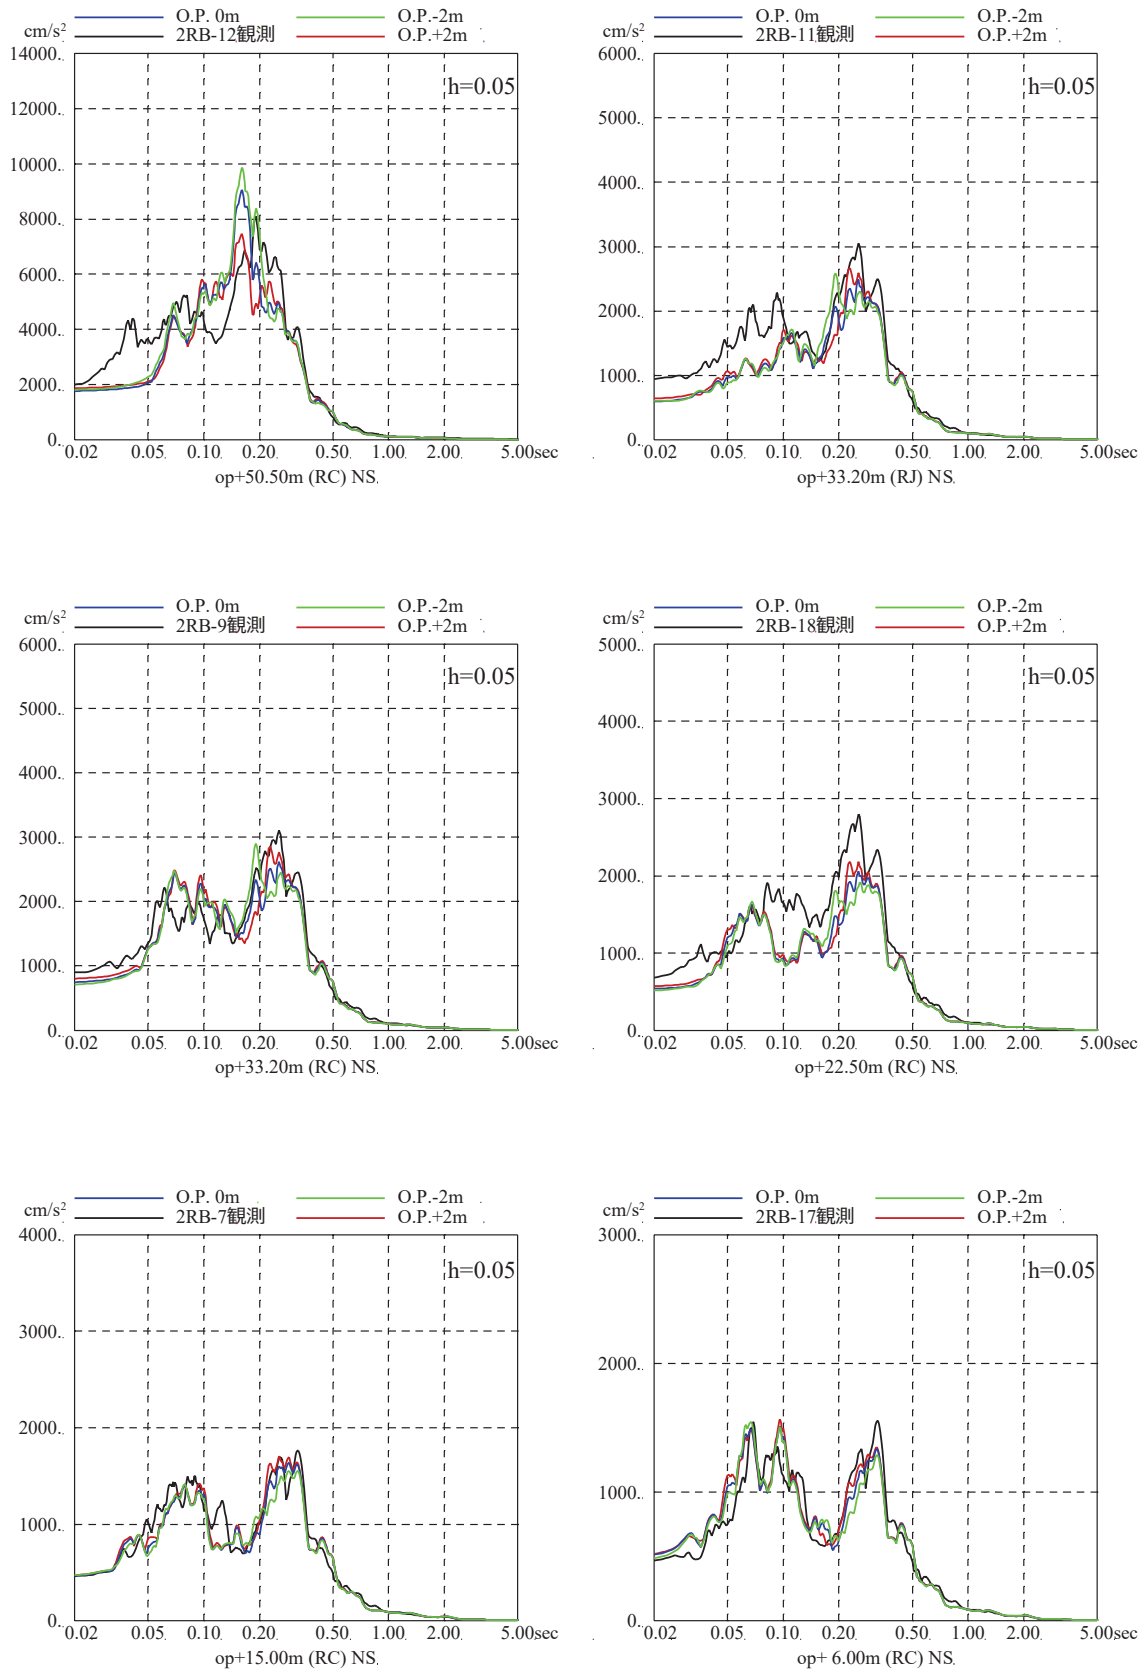 O.P. 0m O.P.-2m
cm/s² 2RB-12観測 O.P.+2m
14000.
h=0.05
12000.
10000.
8000.
6000.
4000.
2000.
0.
0.02 0.05 0.10 0.20 0.50 1.00 2.00 5.00sec
op+50.50m (RC) NS
O.P. 0m O.P.-2m
cm/s² 2RB-11観測 O.P.+2m
6000.
h=0.05
5000.
4000.
3000.
2000.
1000.
0.
0.02 0.05 0.10 0.20 0.50 1.00 2.00 5.00sec
op+33.20m (RJ) NS
O.P. 0m O.P.-2m
cm/s² 2RB-9観測 O.P.+2m
6000.
h=0.05
5000.
4000.
3000.
2000.
1000.
0.
0.02 0.05 0.10 0.20 0.50 1.00 2.00 5.00sec
op+33.20m (RC) NS
O.P. 0m O.P.-2m
cm/s² 2RB-18観測 O.P.+2m
5000.
h=0.05
4000.
3000.
2000.
1000.
0.
0.02 0.05 0.10 0.20 0.50 1.00 2.00 5.00sec
op+22.50m (RC) NS
O.P. 0m O.P.-2m
cm/s² 2RB-7観測 O.P.+2m
4000.
h=0.05
3000.
2000.
1000.
0.
0.02 0.05 0.10 0.20 0.50 1.00 2.00 5.00sec
op+15.00m (RC) NS
O.P. 0m O.P.-2m
cm/s² 2RB-17観測 O.P.+2m
3000.
h=0.05
2000.
1000.
0.
0.02 0.05 0.10 0.20 0.50 1.00 2.00 5.00sec
op+ 6.00m (RC) NS